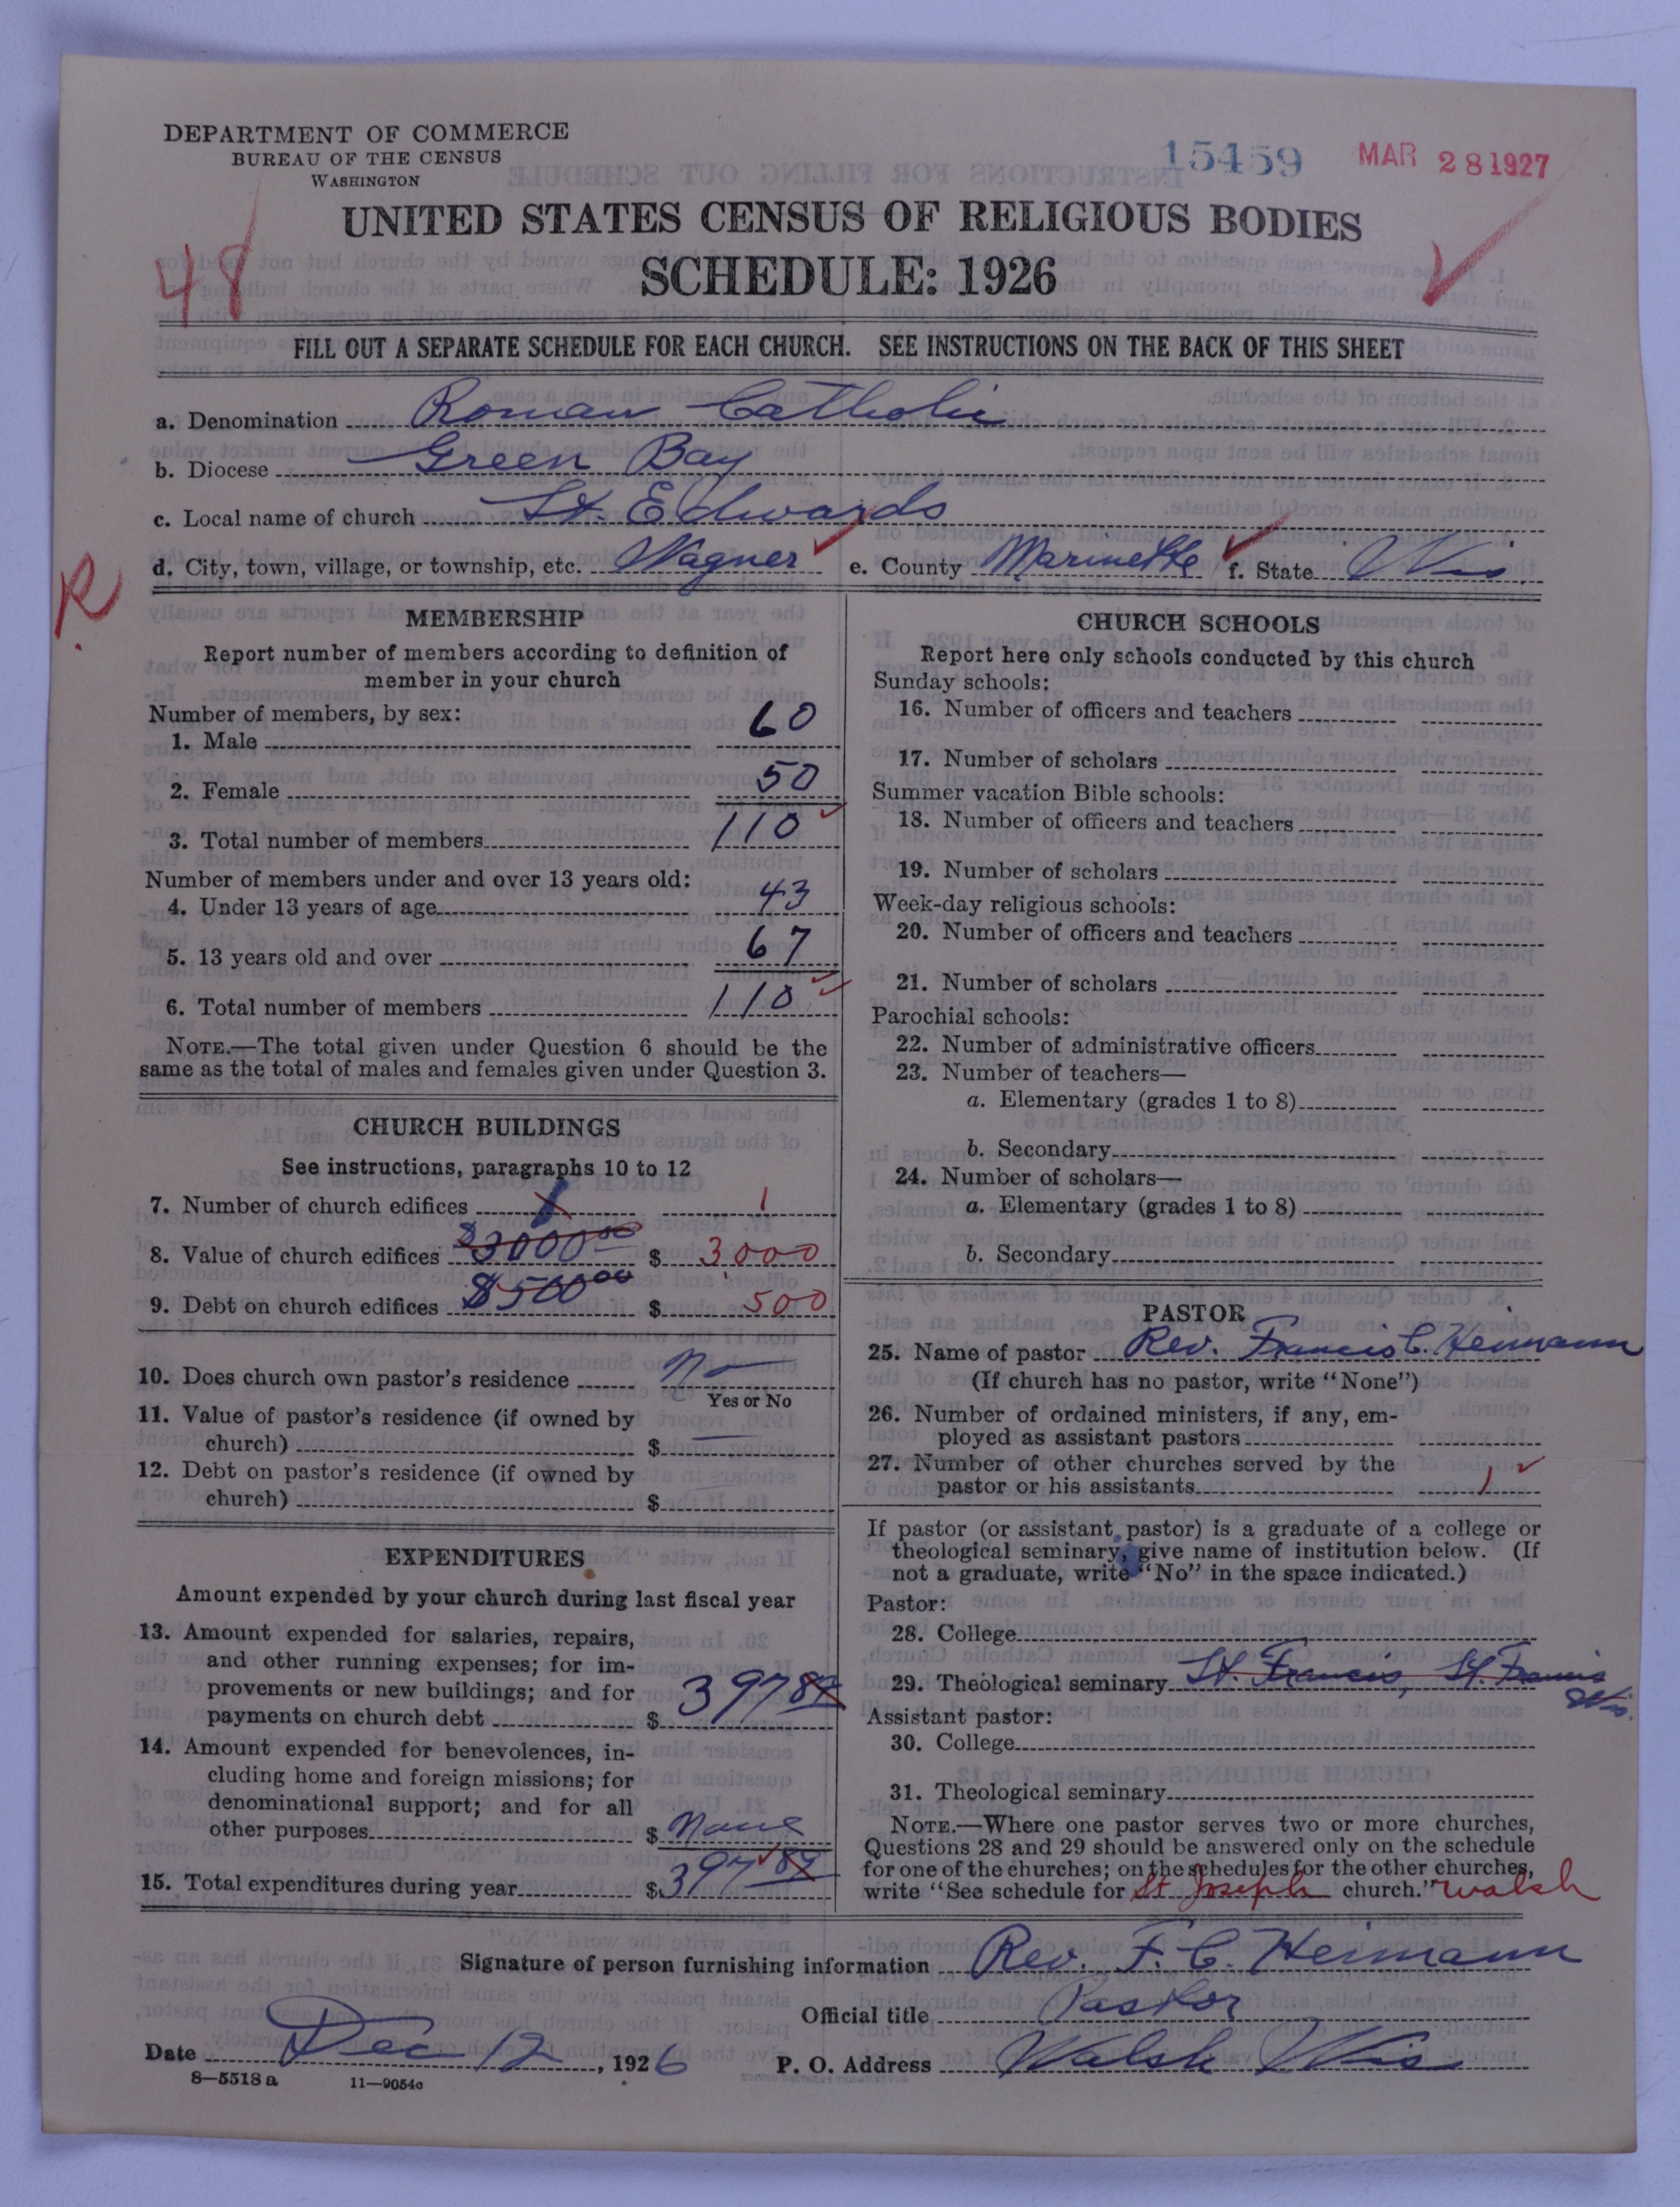 DEPARTMENT OF COMMERCE
BUREAU OF THE CENSUS
WASHINGTON
15459 MAR 28 1927
UNITED STATES CENSUS OF RELIGIOUS BODIES
48
SCHEDULE: 1926
FILL OUT A SEPARATE SCHEDULE FOR EACH CHURCH. SEE INSTRUCTIONS ON THE BACK OF THIS SHEET
a. Denomination Roman Catholic
b. Diocese Green Bay
c. Local name of church St. Edwards
d. City, town, village, or township, etc. Wagner e. County Marinette f. State Wis.
R
MEMBERSHIP
Report number of members according to definition of
member in your church
Number of members, by sex:
1. Male 60
2. Female 50
3. Total number of members 110
Number of members under and over 13 years old:
4. Under 13 years of age 43
5. 13 years old and over 67
6. Total number of members 110
NOTE.—The total given under Question 6 should be the
same as the total of males and females given under Question 3.
CHURCH BUILDINGS
See instructions, paragraphs 10 to 12
7. Number of church edifices 1 1
8. Value of church edifices $3000 00 $ 3000
9. Debt on church edifices $500 00 $ 500
10. Does church own pastor's residence No
Yes or No
11. Value of pastor's residence (if owned by
church) $ —
12. Debt on pastor's residence (if owned by
church) $
EXPENDITURES
Amount expended by your church during last fiscal year
13. Amount expended for salaries, repairs,
and other running expenses; for im-
provements or new buildings; and for
payments on church debt $ 397 87
14. Amount expended for benevolences, in-
cluding home and foreign missions; for
denominational support; and for all
other purposes $ None
15. Total expenditures during year $ 397 87
CHURCH SCHOOLS
Report here only schools conducted by this church
Sunday schools:
16. Number of officers and teachers
17. Number of scholars
Summer vacation Bible schools:
18. Number of officers and teachers
19. Number of scholars
Week-day religious schools:
20. Number of officers and teachers
21. Number of scholars
Parochial schools:
22. Number of administrative officers
23. Number of teachers—
a. Elementary (grades 1 to 8)
b. Secondary
24. Number of scholars—
a. Elementary (grades 1 to 8)
b. Secondary
PASTOR
25. Name of pastor Rev. Francis C. Heimann
(If church has no pastor, write "None")
26. Number of ordained ministers, if any, em-
ployed as assistant pastors
27. Number of other churches served by the
pastor or his assistants 1
If pastor (or assistant pastor) is a graduate of a college or
theological seminary, give name of institution below. (If
not a graduate, write "No" in the space indicated.)
Pastor:
28. College
29. Theological seminary St. Francis, St. Francis
Wis.
Assistant pastor:
30. College
31. Theological seminary
NOTE.—Where one pastor serves two or more churches,
Questions 28 and 29 should be answered only on the schedule
for one of the churches; on the schedules for the other churches,
write "See schedule for St Joseph church." Walsh
Signature of person furnishing information Rev. F. C. Heimann
Official title Pastor
Date Dec 12, 1926 P. O. Address Walsh Wis
8—5518 a 11—9054c